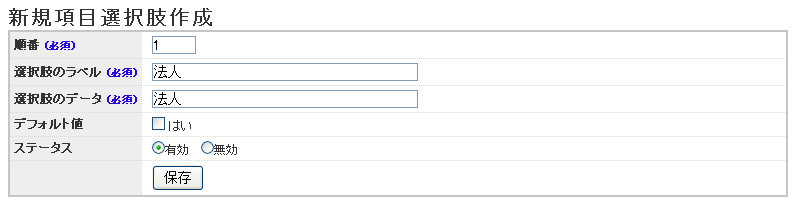 新規項目選択肢作成
順番 (必須) 1
選択肢のラベル (必須) 法人
選択肢のデータ (必須) 法人
デフォルト値 はい
ステータス 有効 無効
保存